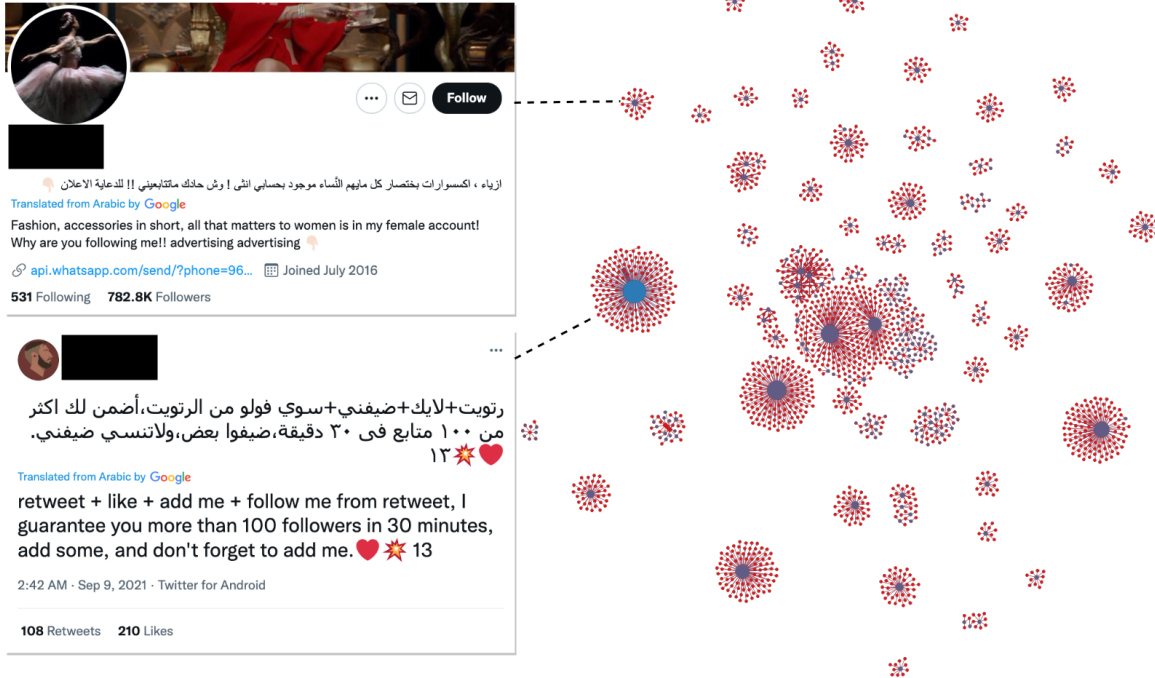 Follow
ازياء ، اكسسوارات بختصار كل مايهم النّساء موجود بحسابي انثى ! وش حادك ماتتابعيني !! للدعاية الاعلان 👇🏻
Translated from Arabic by Google
Fashion, accessories in short, all that matters to women is in my female account!
Why are you following me!! advertising advertising 👇🏻
api.whatsapp.com/send/?phone=96... Joined July 2016
531 Following 782.8K Followers
رتويت+لايك+ضيفني+سوي فولو من الرتويت،أضمن لك اكثر
من ١٠٠ متابع فى ٣٠ دقيقة،ضيفوا بعض،ولاتنسـي ضيفني.
❤️💥١٣
Translated from Arabic by Google
retweet + like + add me + follow me from retweet, I
guarantee you more than 100 followers in 30 minutes,
add some, and don't forget to add me.❤️💥 13
2:42 AM · Sep 9, 2021 · Twitter for Android
108 Retweets 210 Likes